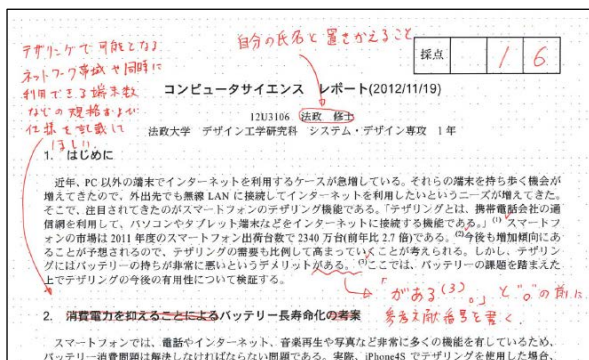 テザリングで可能となる
ネットワーク帯域や同時に
利用できる端末数
などの規格および
仕様を記載して
ほしい
自分の氏名と置きかえること
採点 1 6
コンピュータサイエンス レポート(2012/11/19)
12U3106 法政 修士
法政大学 デザイン工学研究科 システム・デザイン専攻 1年
1. はじめに
近年、PC 以外の端末でインターネットを利用するケースが急増している。それらの端末を持ち歩く機会が
増えてきたので、外出先でも無線 LAN に接続してインターネットを利用したいというニーズが増えてきた。
そこで、注目されてきたのがスマートフォンのテザリング機能である。「テザリングとは、携帯電話会社の通
信網を利用して、パソコンやタブレット端末などをインターネットに接続する機能である。」(1) スマートフ
ォンの市場は 2011 年度のスマートフォン出荷台数で 2340 万台(前年比 2.7 倍)である。(2)今後も増加傾向にあ
ることが予想されるので、テザリングの需要も比例して高まっていくことが考えられる。しかし、テザリン
グにはバッテリーの持ちが非常に悪いというデメリットがある。(3)ここでは、バッテリーの課題を踏まえた
上でテザリングの今後の有用性について検証する。
「がある(3)。」と"。"の前に
参考文献番号を書く.
2. 消費電力を抑えることによるバッテリー長寿命化の考案
スマートフォンでは、電話やインターネット、音楽再生や写真など非常に多くの機能を有しているため、
バッテリー消費問題は解決しなければならない問題である。実際、iPhone4S でテザリングを使用した場合、